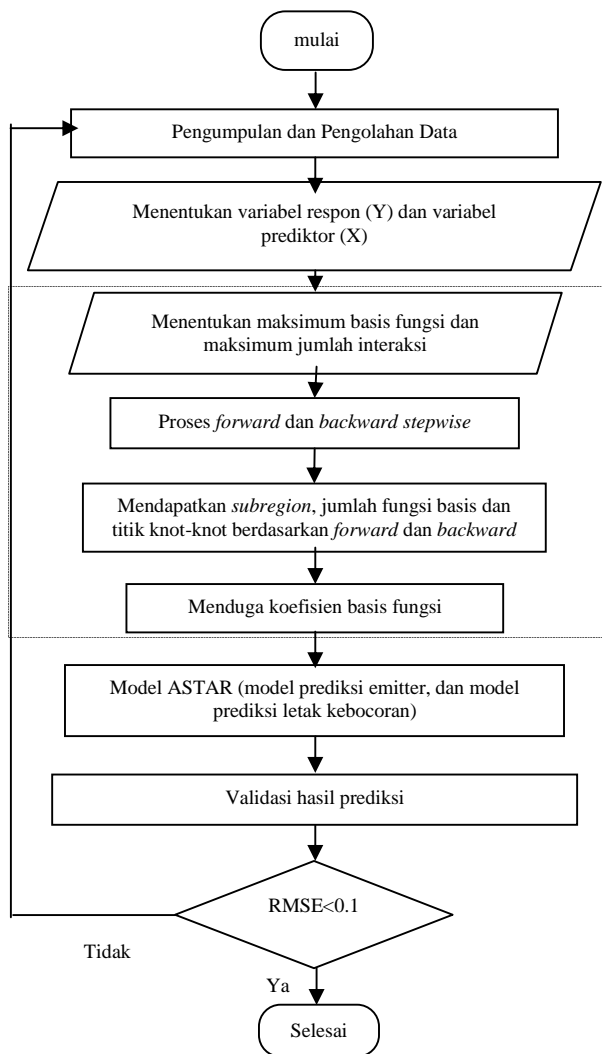 mulai
Pengumpulan dan Pengolahan Data
Menentukan variabel respon (Y) dan variabel
prediktor (X)
Menentukan maksimum basis fungsi dan
maksimum jumlah interaksi
Proses forward dan backward stepwise
Mendapatkan subregion, jumlah fungsi basis dan
titik knot-knot berdasarkan forward dan backward
Menduga koefisien basis fungsi
Model ASTAR (model prediksi emitter, dan model
prediksi letak kebocoran)
Validasi hasil prediksi
RMSE<0.1
Tidak
Ya
Selesai